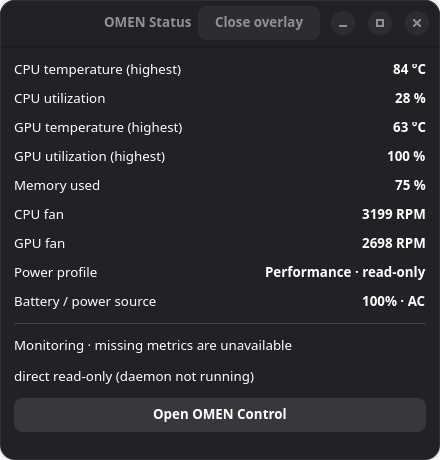 OMEN Status Close overlay
CPU temperature (highest) 84 °C
CPU utilization 28 %
GPU temperature (highest) 63 °C
GPU utilization (highest) 100 %
Memory used 75 %
CPU fan 3199 RPM
GPU fan 2698 RPM
Power profile Performance · read-only
Battery / power source 100% · AC
Monitoring · missing metrics are unavailable
direct read-only (daemon not running)
Open OMEN Control